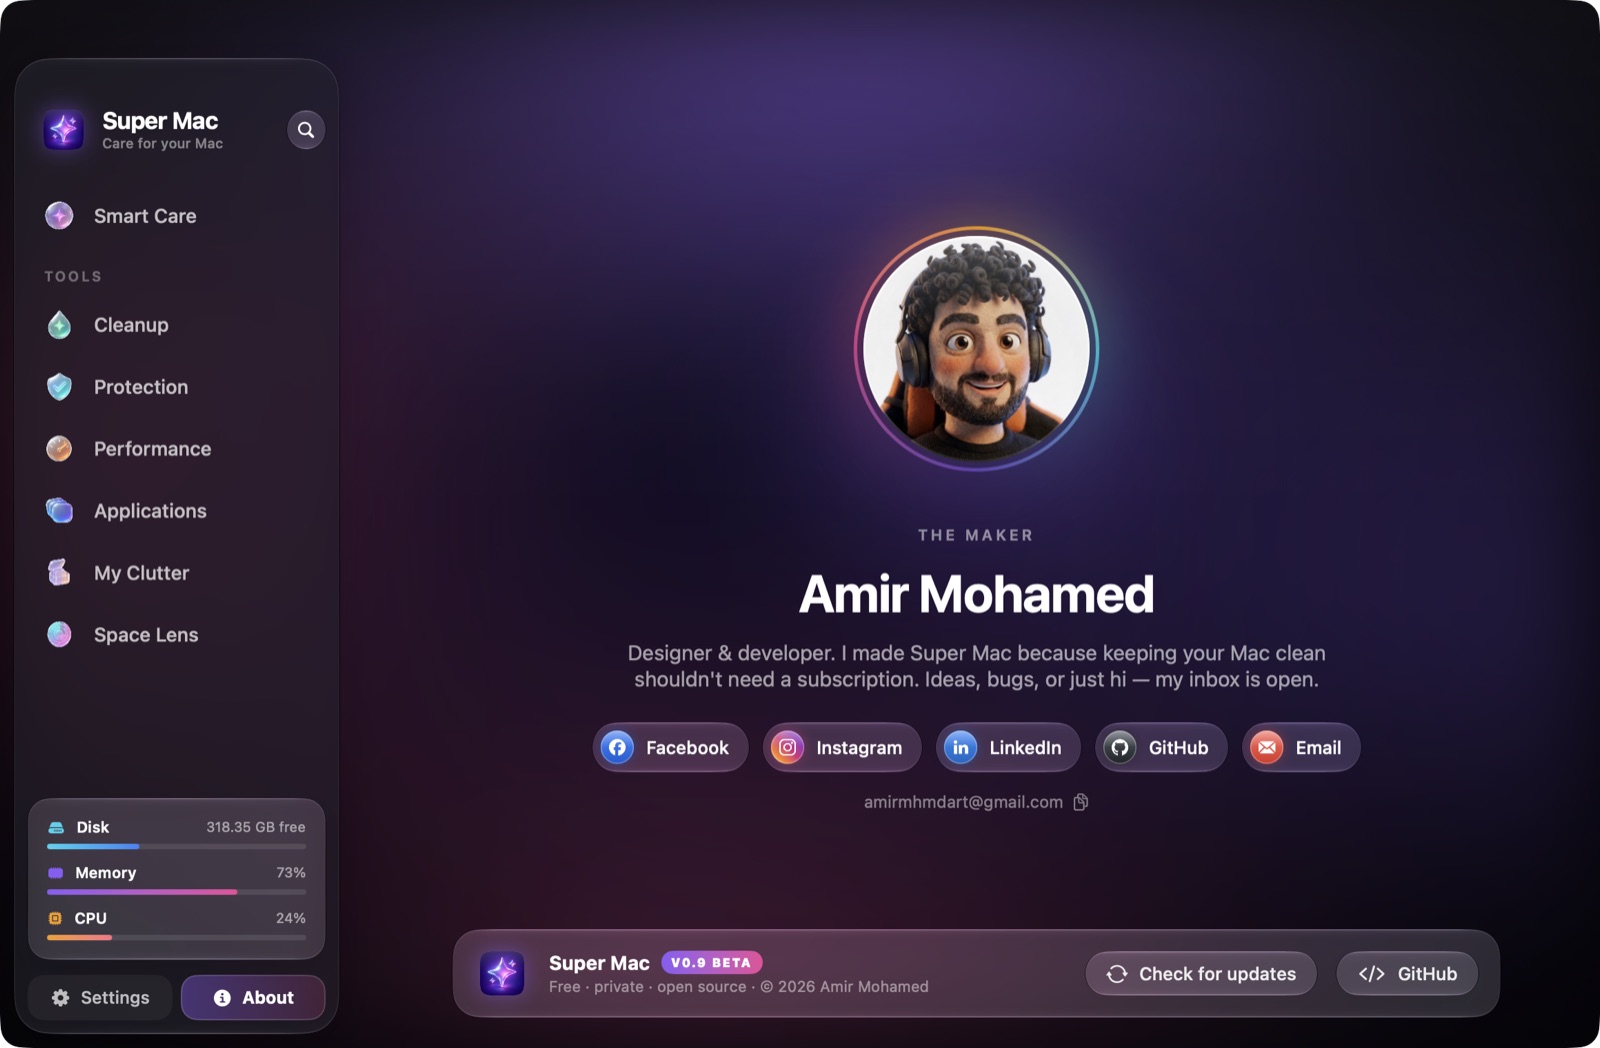 Super Mac
Care for your Mac
Smart Care
TOOLS
Cleanup
Protection
Performance
Applications
My Clutter
Space Lens
Disk 318.35 GB free
Memory 73%
CPU 24%
Settings About
THE MAKER
Amir Mohamed
Designer & developer. I made Super Mac because keeping your Mac clean
shouldn't need a subscription. Ideas, bugs, or just hi — my inbox is open.
Facebook Instagram LinkedIn GitHub Email
amirmhmdart@gmail.com
Super Mac V0.9 BETA
Free · private · open source · © 2026 Amir Mohamed
Check for updates GitHub